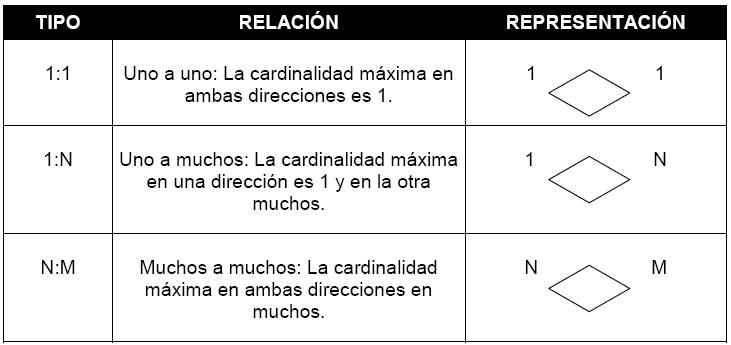 TIPO RELACIÓN REPRESENTACIÓN
1:1 Uno a uno: La cardinalidad máxima en 1 1
ambas direcciones es 1.
1:N Uno a muchos: La cardinalidad máxima 1 N
en una dirección es 1 y en la otra
muchos.
N:M Muchos a muchos: La cardinalidad N M
máxima en ambas direcciones en
muchos.